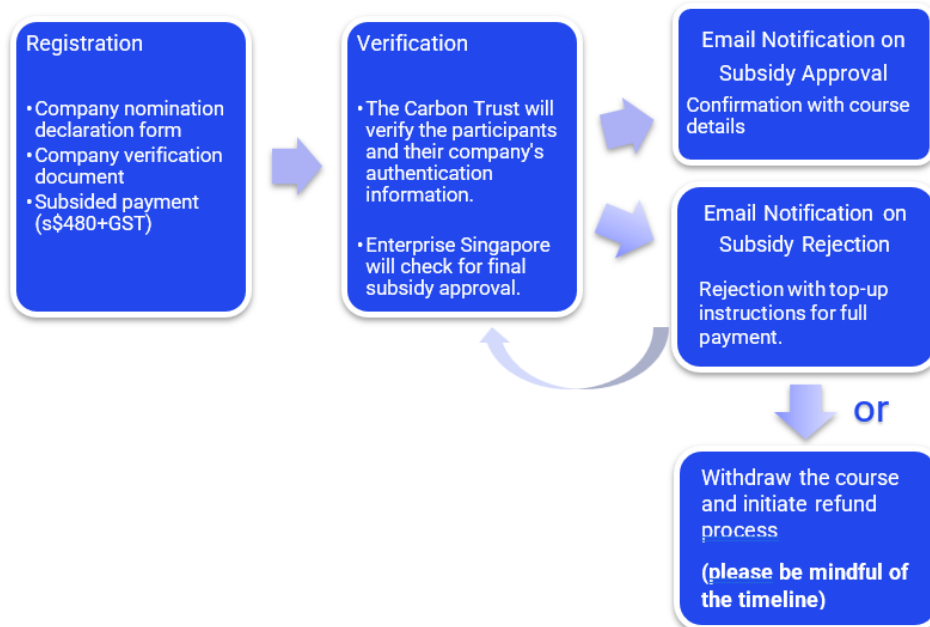 Registration
•Company nomination
declaration form
•Company verification
document
•Subsided payment
(s$480+GST)
Verification
•The Carbon Trust will
verify the participants
and their company's
authentication
information.
•Enterprise Singapore
will check for final
subsidy approval.
Email Notification on
Subsidy Approval
Confirmation with course
details
Email Notification on
Subsidy Rejection
Rejection with top-up
instructions for full
payment.
or
Withdraw the course
and initiate refund
process
(please be mindful of
the timeline)